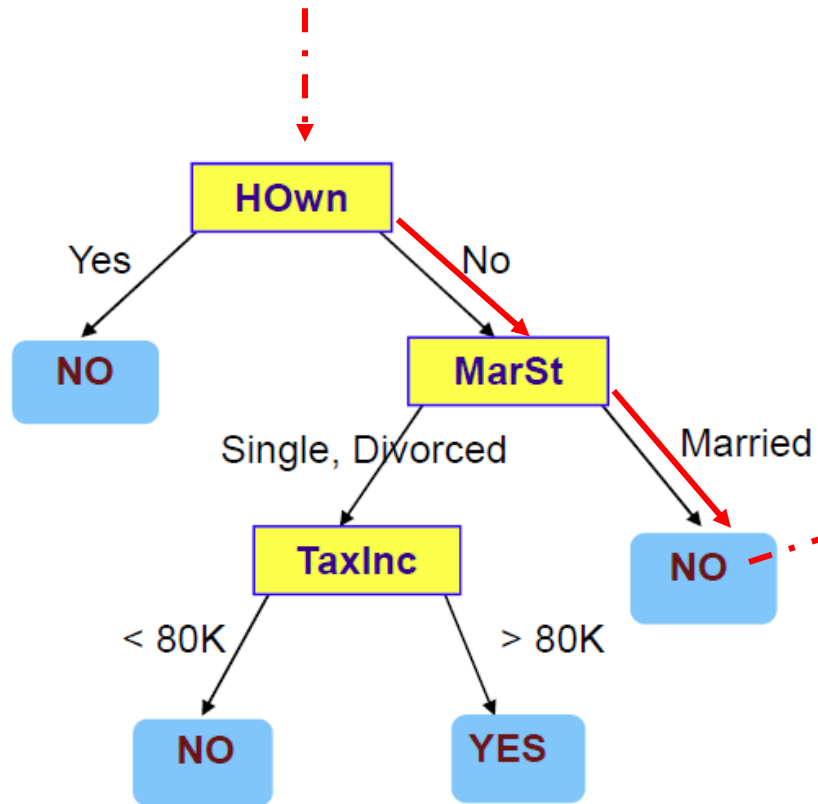 HOwn
Yes
No
NO
MarSt
Single, Divorced
Married
TaxInc
NO
< 80K
> 80K
NO
YES